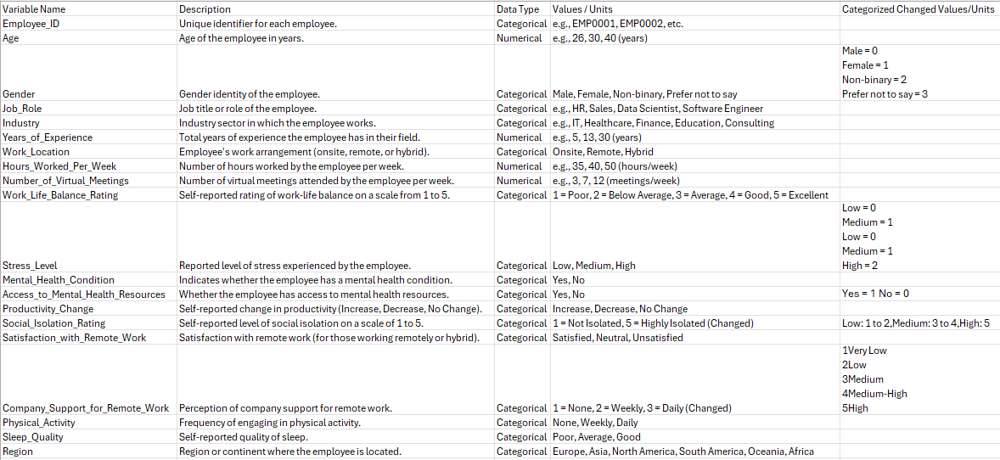 Variable Name Description Data Type Values / Units Categorized Changed Values/Units
Employee_ID Unique identifier for each employee. Categorical e.g., EMP0001, EMP0002, etc.
Age Age of the employee in years. Numerical e.g., 26, 30, 40 (years)
Male = 0
Female = 1
Non-binary = 2
Gender Gender identity of the employee. Categorical Male, Female, Non-binary, Prefer not to say Prefer not to say = 3
Job_Role Job title or role of the employee. Categorical e.g., HR, Sales, Data Scientist, Software Engineer
Industry Industry sector in which the employee works. Categorical e.g., IT, Healthcare, Finance, Education, Consulting
Years_of_Experience Total years of experience the employee has in their field. Numerical e.g., 5, 13, 30 (years)
Work_Location Employee's work arrangement (onsite, remote, or hybrid). Categorical Onsite, Remote, Hybrid
Hours_Worked_Per_Week Number of hours worked by the employee per week. Numerical e.g., 35, 40, 50 (hours/week)
Number_of_Virtual_Meetings Number of virtual meetings attended by the employee per week. Numerical e.g., 3, 7, 12 (meetings/week)
Work_Life_Balance_Rating Self-reported rating of work-life balance on a scale from 1 to 5. Categorical 1 = Poor, 2 = Below Average, 3 = Average, 4 = Good, 5 = Excellent
Low = 0
Medium = 1
Low = 0
Medium = 1
Stress_Level Reported level of stress experienced by the employee. Categorical Low, Medium, High High = 2
Mental_Health_Condition Indicates whether the employee has a mental health condition. Categorical Yes, No
Access_to_Mental_Health_Resources Whether the employee has access to mental health resources. Categorical Yes, No Yes = 1 No = 0
Productivity_Change Self-reported change in productivity (Increase, Decrease, No Change). Categorical Increase, Decrease, No Change
Social_Isolation_Rating Self-reported level of social isolation on a scale of 1 to 5. Categorical 1 = Not Isolated, 5 = Highly Isolated (Changed) Low: 1 to 2,Medium: 3 to 4,High: 5
Satisfaction_with_Remote_Work Satisfaction with remote work (for those working remotely or hybrid). Categorical Satisfied, Neutral, Unsatisfied
1Very Low
2Low
3Medium
4Medium-High
Company_Support_for_Remote_Work Perception of company support for remote work. Categorical 1 = None, 2 = Weekly, 3 = Daily (Changed) 5High
Physical_Activity Frequency of engaging in physical activity. Categorical None, Weekly, Daily
Sleep_Quality Self-reported quality of sleep. Categorical Poor, Average, Good
Region Region or continent where the employee is located. Categorical Europe, Asia, North America, South America, Oceania, Africa